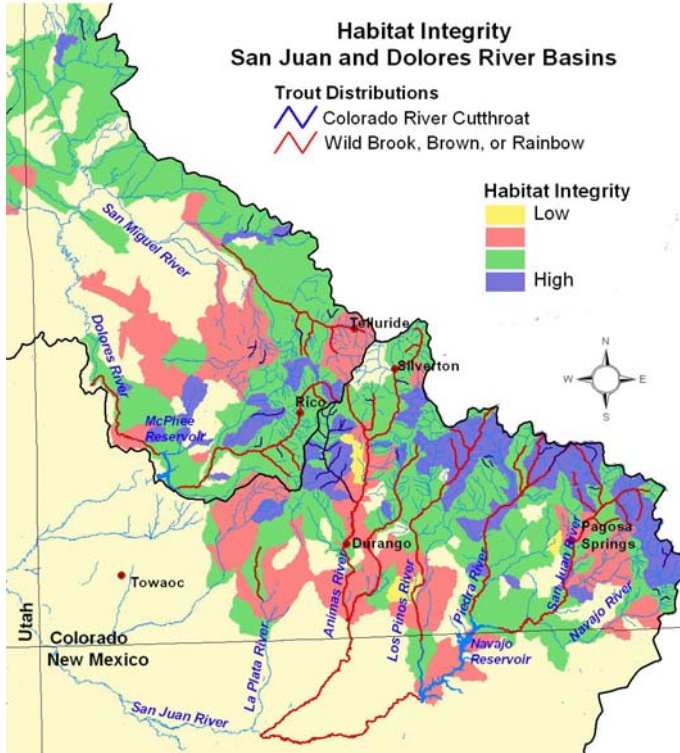 Habitat Integrity
San Juan and Dolores River Basins
Trout Distributions
Colorado River Cutthroat
Wild Brook, Brown, or Rainbow
Habitat Integrity
Low
High
San Miguel River
Telluride
N
W E
S
Dolores River
Silverton
Rico
McPhee
Reservoir
Pagosa
Springs
Durango
Towaoc
Utah
Colorado
New Mexico
La Plata River
Animas River
Los Pinos River
Piedra River
San Juan River
Navajo River
Navajo
Reservoir
San Juan River